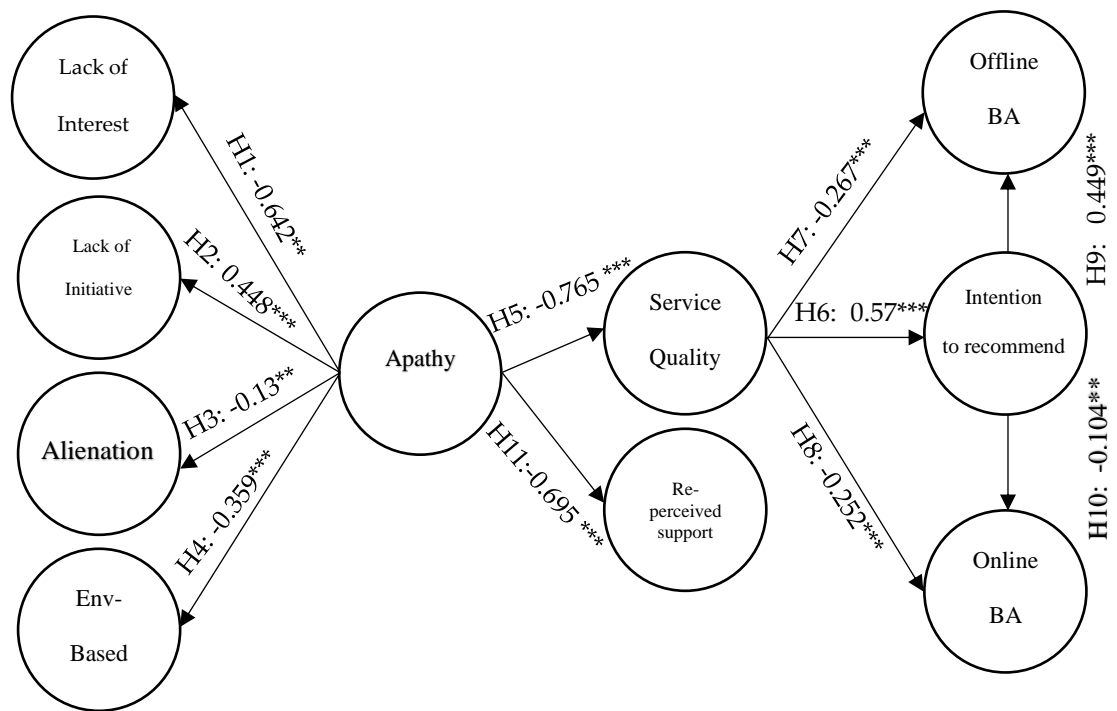 Lack of
Interest
H1: -0.642**
Lack of
Initiative
H2: 0.448***
Alienation
H3: -0.13**
Env-
Based
H4: -0.359***
Apathy
H5: -0.765 ***
H11:-0.695 ***
Service
Quality
Re-
perceived
support
H7: -0.267***
H6: 0.57***
H8: -0.252***
Offline
BA
H9: 0.449***
Intention
to recommend
H10: -0.104**
Online
BA